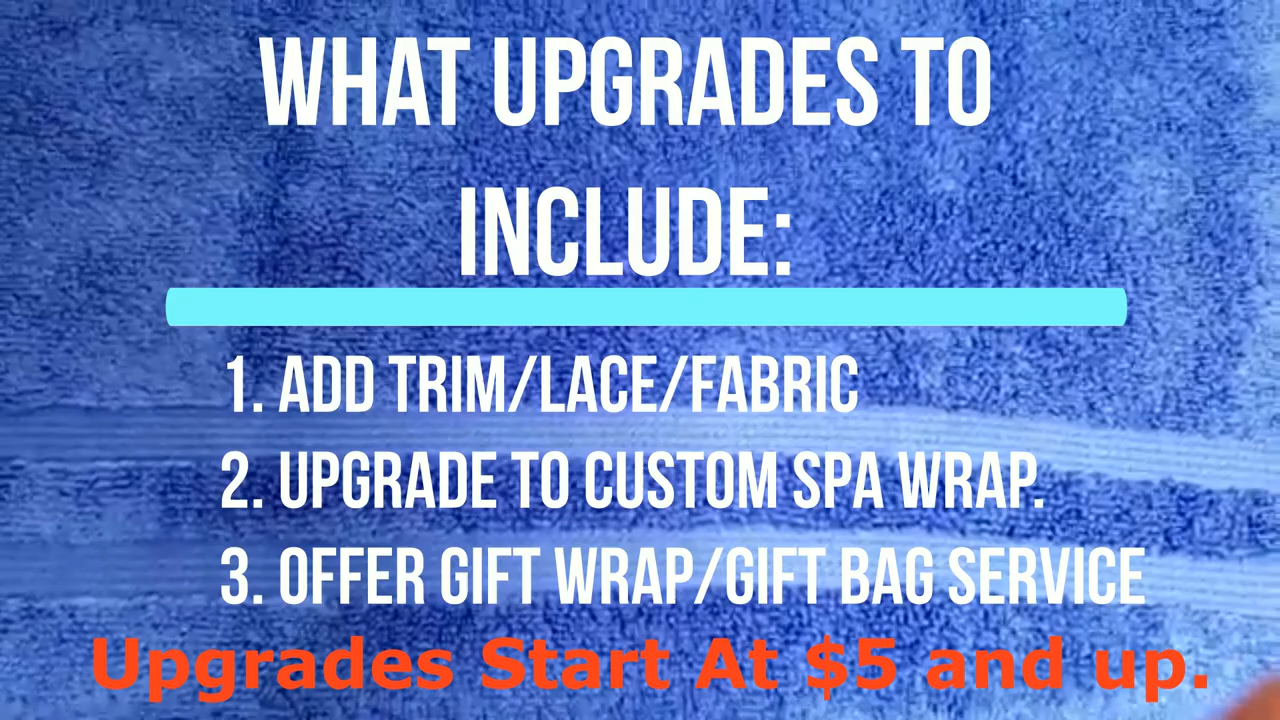 WHAT UPGRADES TO
INCLUDE:
1. ADD TRIM/LACE/FABRIC
2. UPGRADE TO CUSTOM SPA WRAP.
3. OFFER GIFT WRAP/GIFT BAG SERVICE
Upgrades Start At $5 and up.